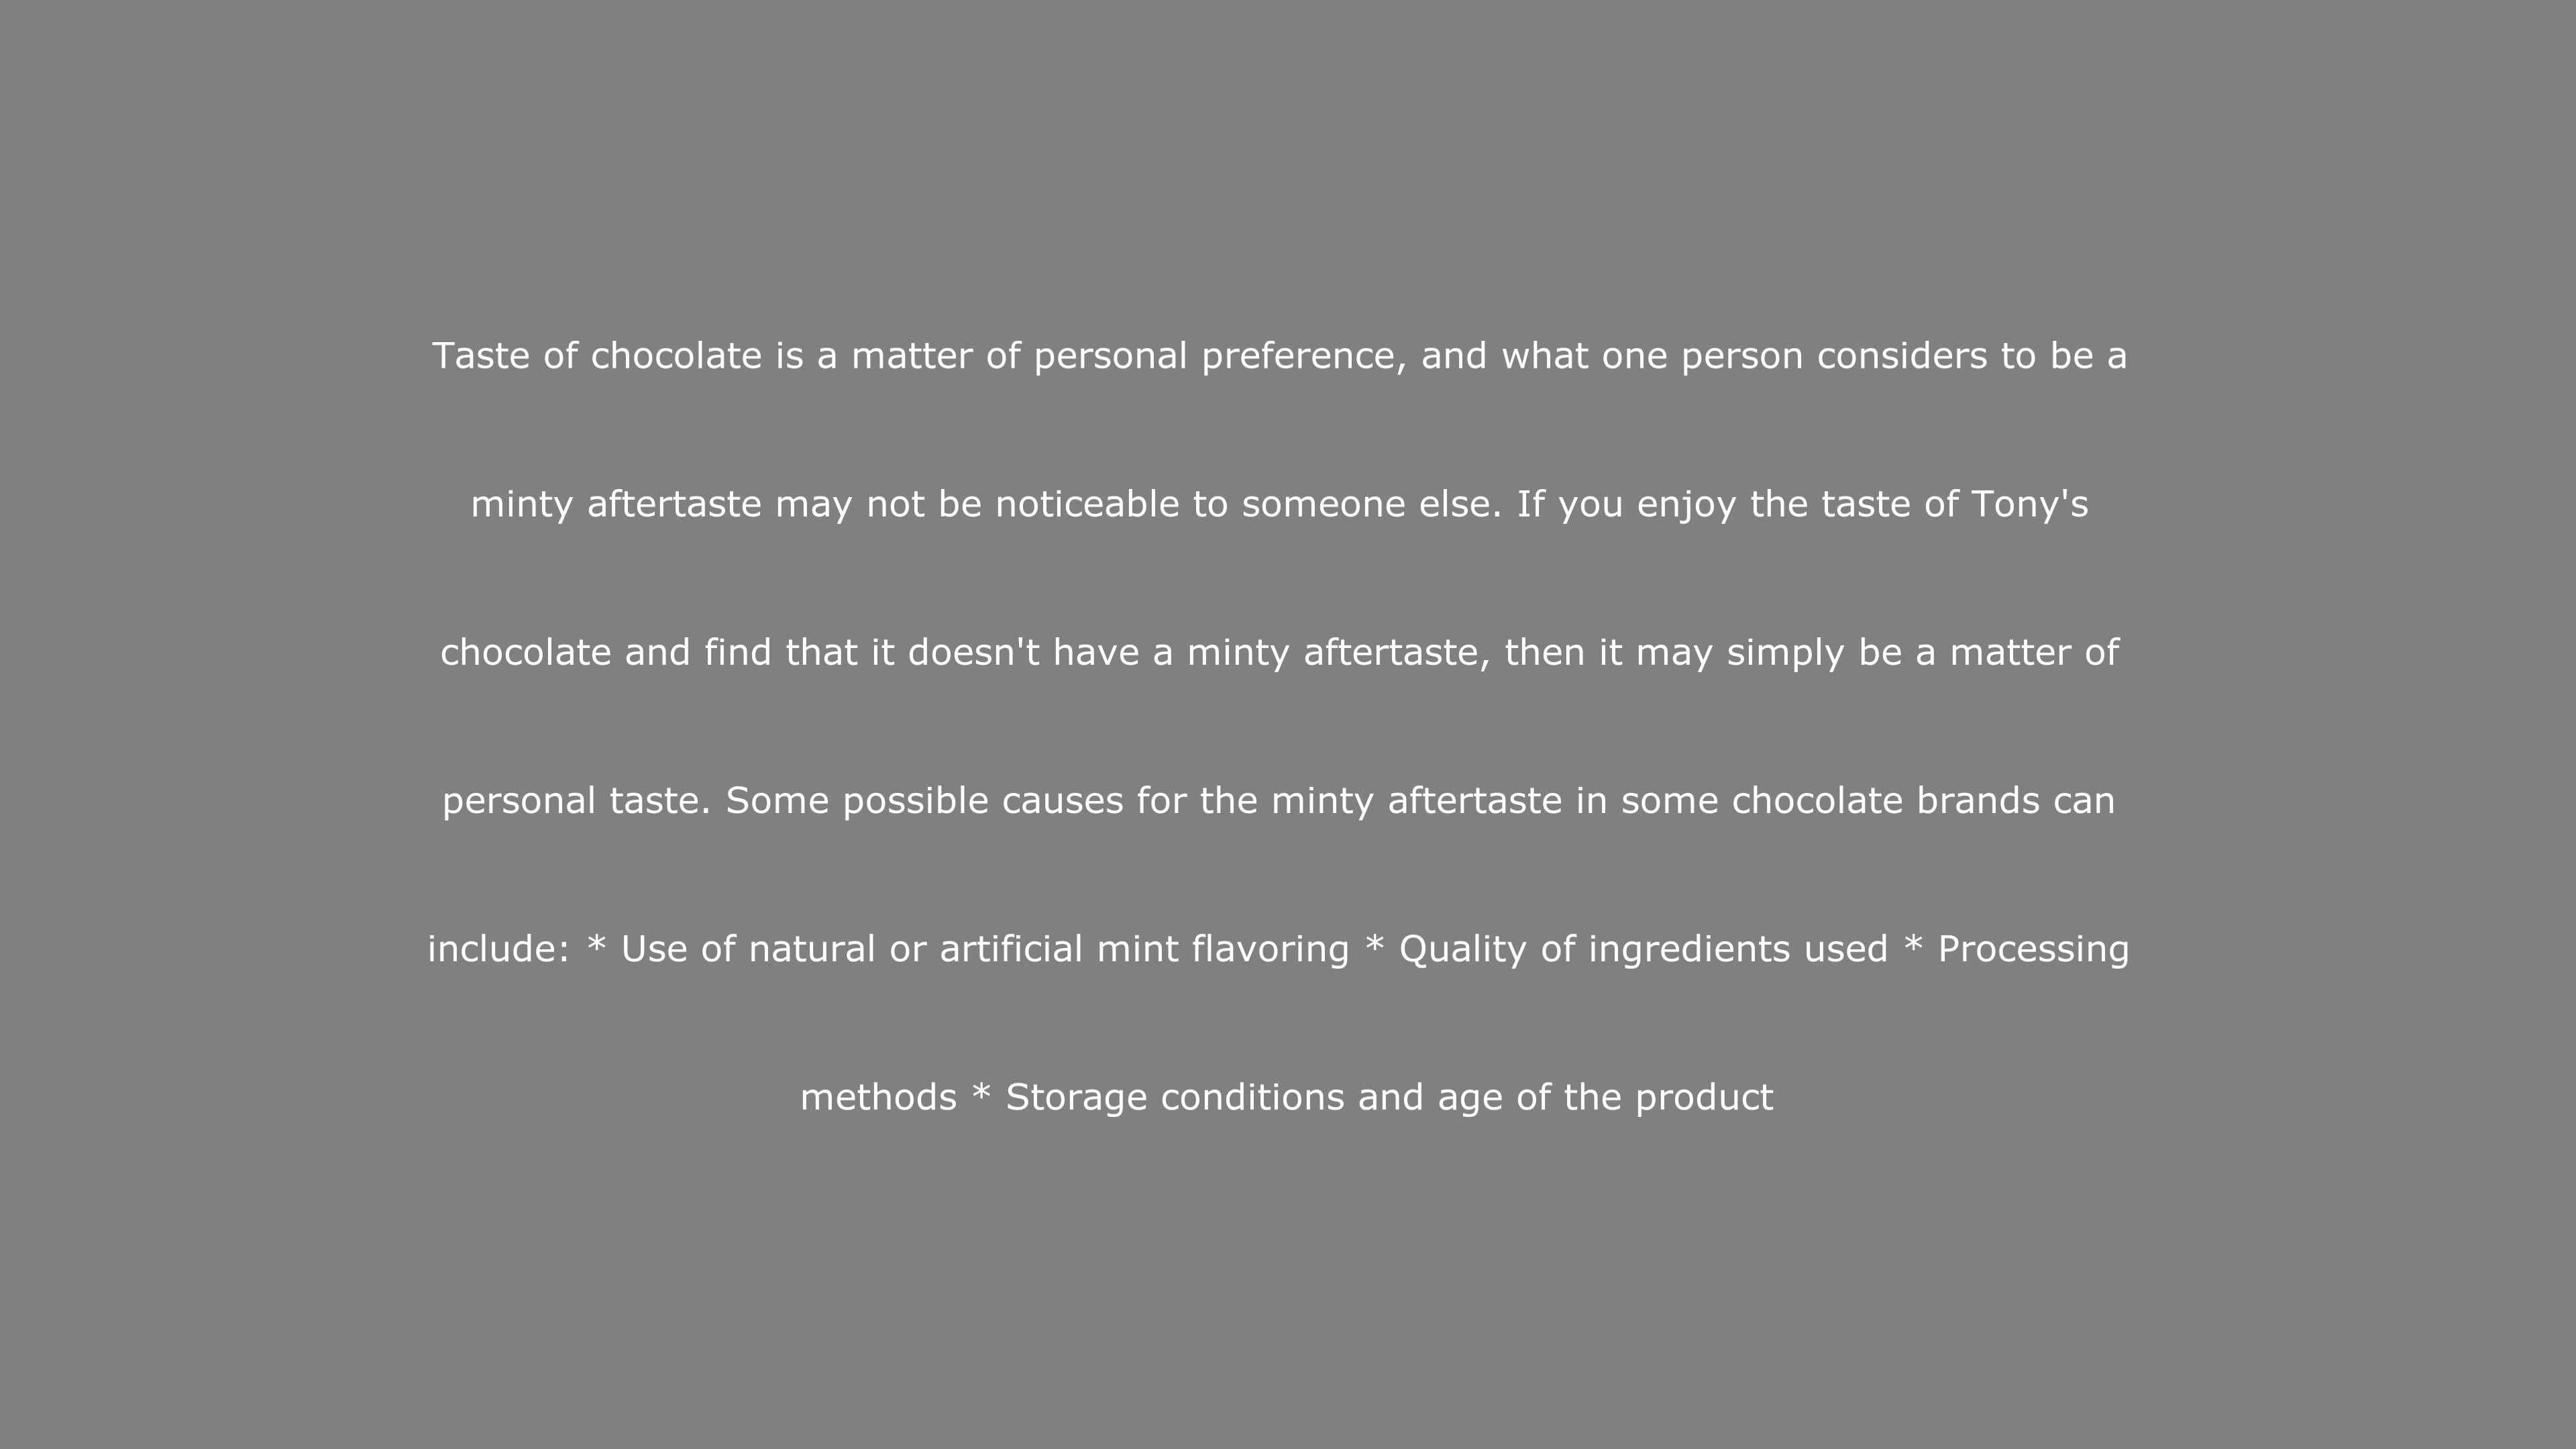 Taste of chocolate is a matter of personal preference, and what one person considers to be a
minty aftertaste may not be noticeable to someone else. If you enjoy the taste of Tony's
chocolate and find that it doesn't have a minty aftertaste, then it may simply be a matter of
personal taste. Some possible causes for the minty aftertaste in some chocolate brands can
include: * Use of natural or artificial mint flavoring * Quality of ingredients used * Processing
methods * Storage conditions and age of the product